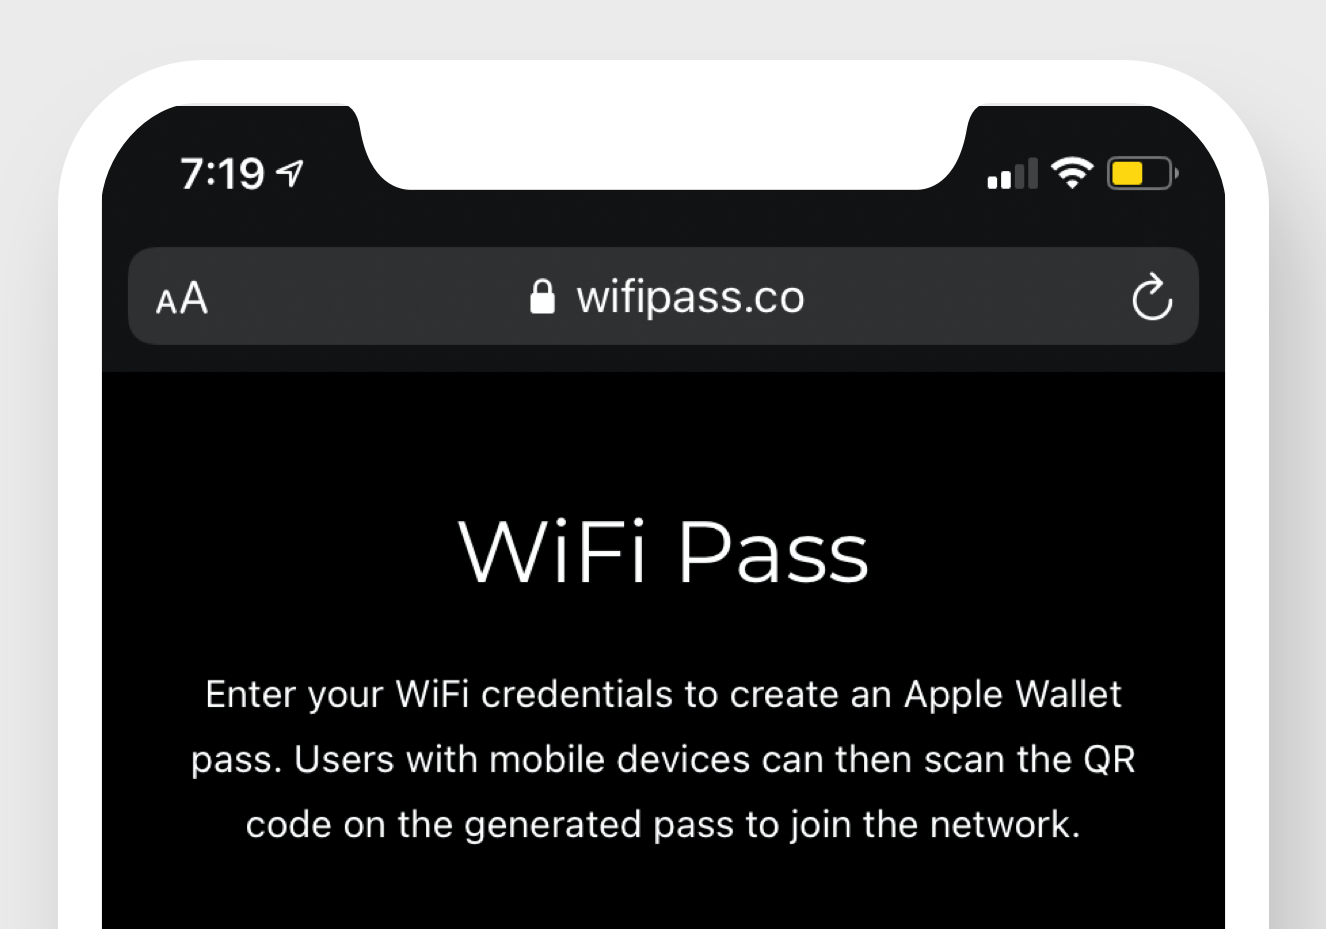 7:19
AA wifipass.co
WiFi Pass
Enter your WiFi credentials to create an Apple Wallet
pass. Users with mobile devices can then scan the QR
code on the generated pass to join the network.